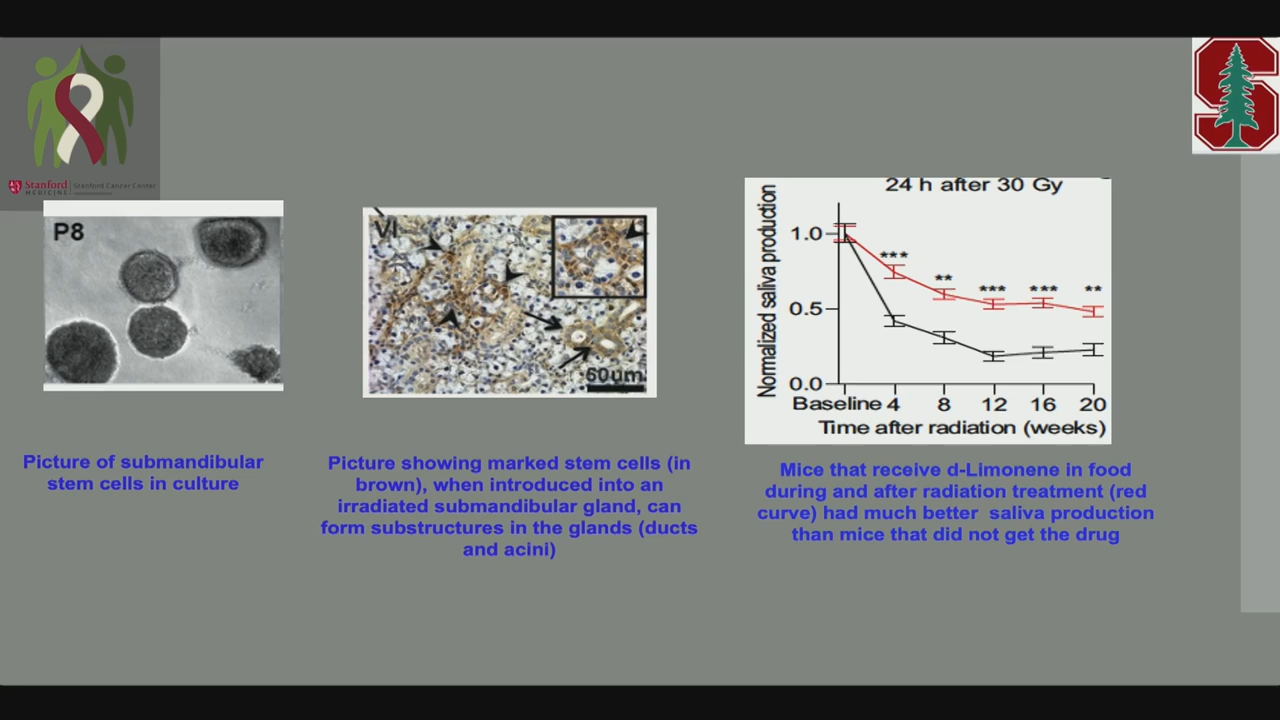 Stanford
MEDICINE
Stanford Cancer Center
P8
Picture of submandibular
stem cells in culture
VI
60um
Picture showing marked stem cells (in
brown), when introduced into an
irradiated submandibular gland, can
form substructures in the glands (ducts
and acini)
24 h after 30 Gy
Normalized saliva production
1.0
0.5
0.0
*** ** *** *** **
Baseline 4 8 12 16 20
Time after radiation (weeks)
Mice that receive d-Limonene in food
during and after radiation treatment (red
curve) had much better saliva production
than mice that did not get the drug
S